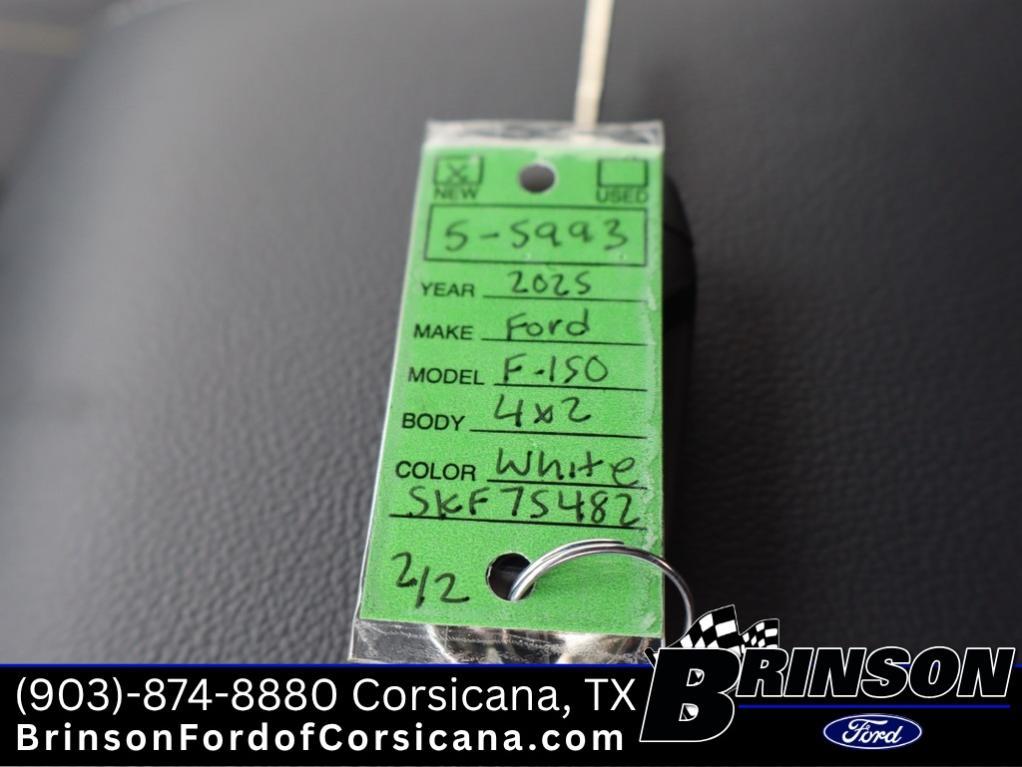 X
NEW USED
5-5993
YEAR 2025
MAKE Ford
MODEL F-150
BODY 4x2
COLOR White
SKF75482
2/2
(903)-874-8880 Corsicana, TX
BrinsonFordofCorsicana.com
BRINSON
Ford